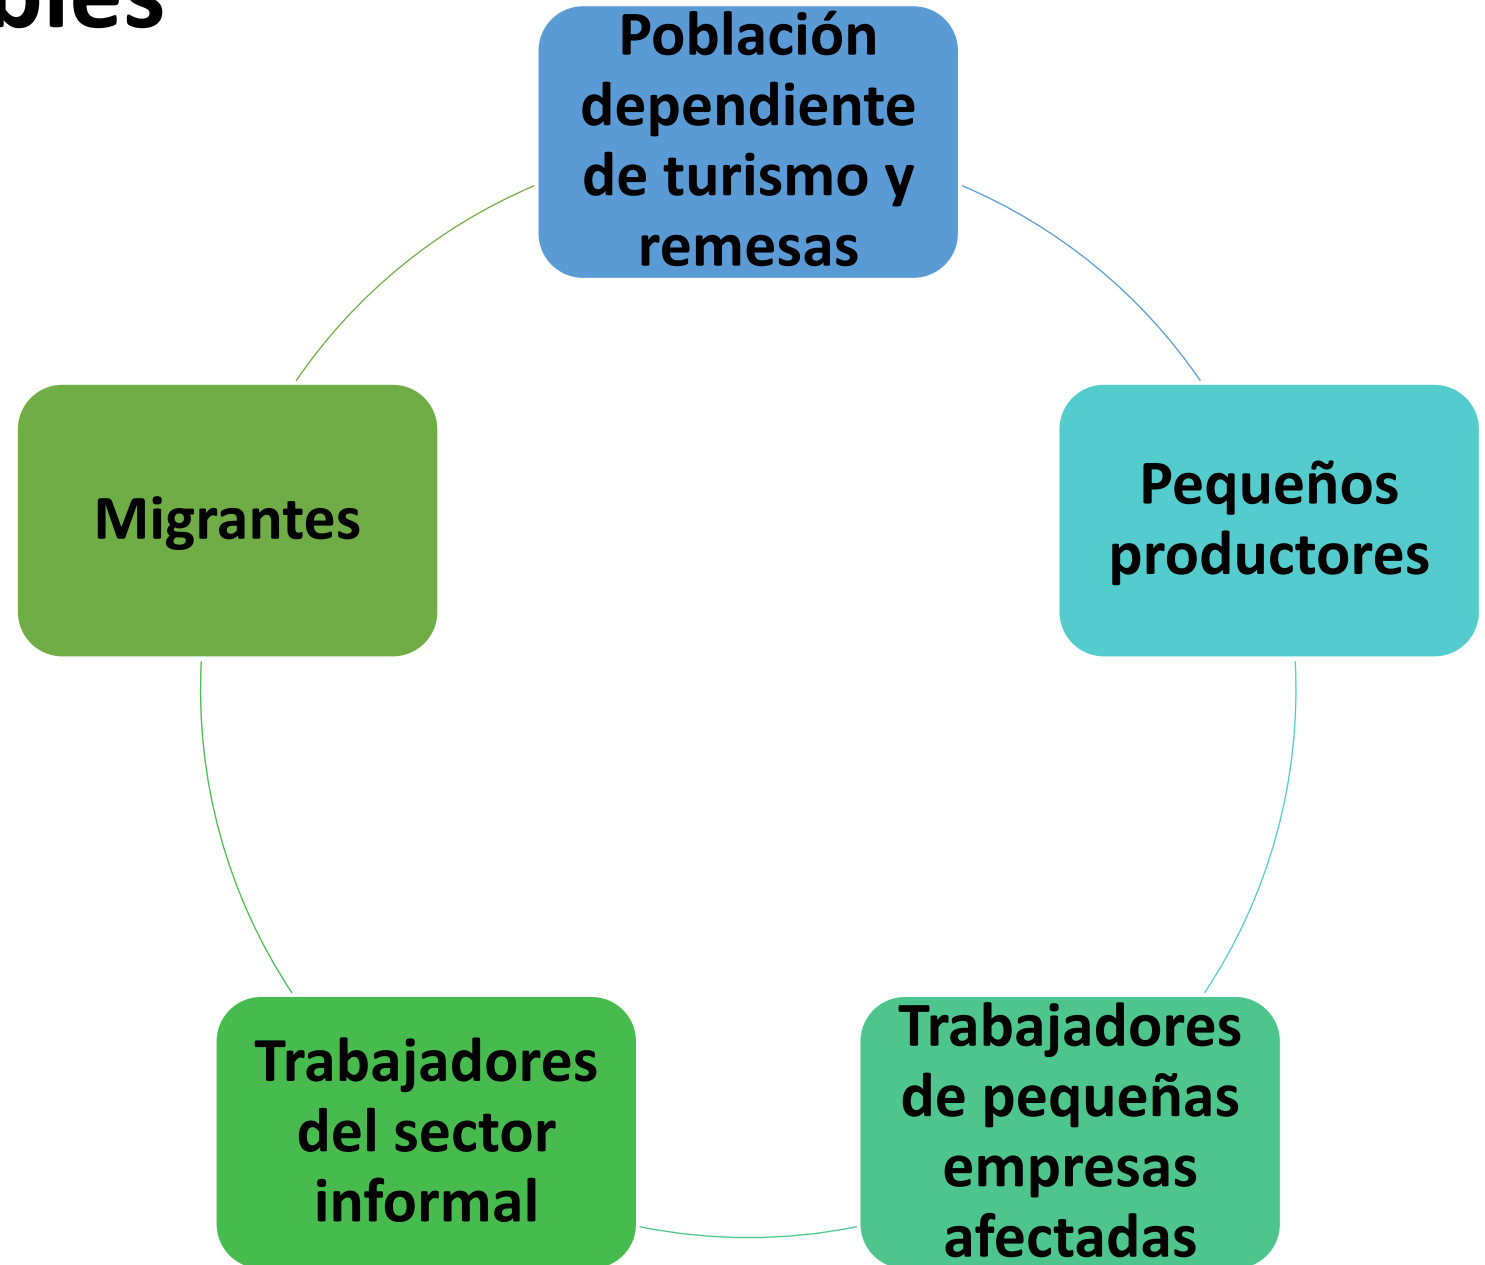 Población
dependiente
de turismo y
remesas
Pequeños
productores
Trabajadores
de pequeñas
empresas
afectadas
Trabajadores
del sector
informal
Migrantes